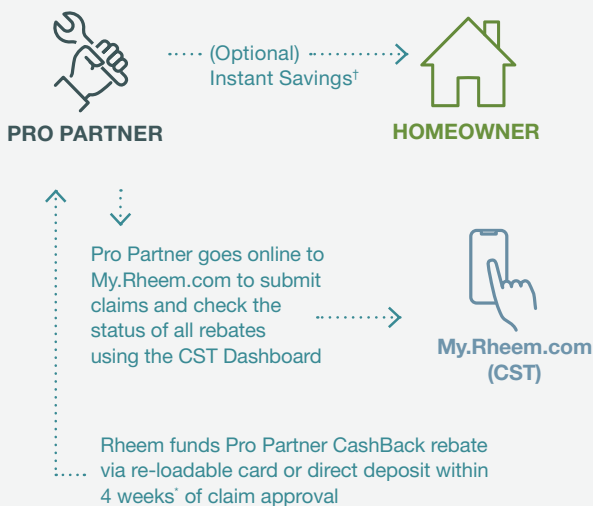 (Optional)
Instant Savings†
PRO PARTNER
HOMEOWNER
Pro Partner goes online to
My.Rheem.com to submit
claims and check the
status of all rebates
using the CST Dashboard
My.Rheem.com
(CST)
Rheem funds Pro Partner CashBack rebate
via re-loadable card or direct deposit within
4 weeks* of claim approval